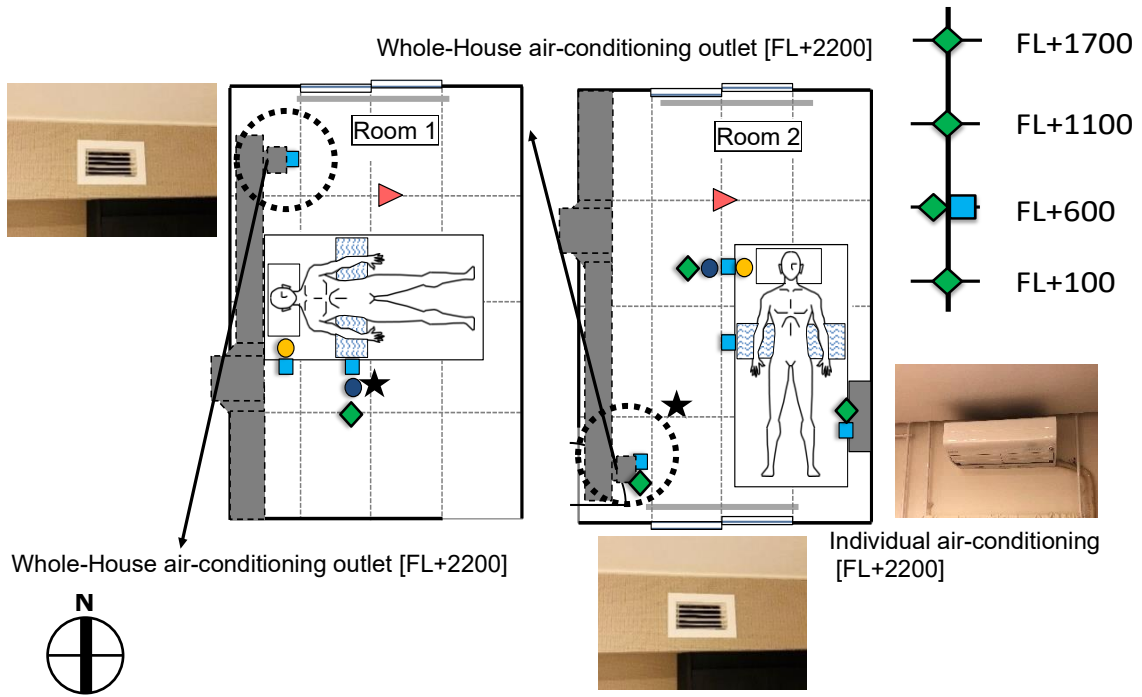 Whole-House air-conditioning outlet [FL+2200]
FL+1700
Room 1
Room 2
FL+1100
FL+600
FL+100
Whole-House air-conditioning outlet [FL+2200]
Individual air-conditioning
[FL+2200]
N